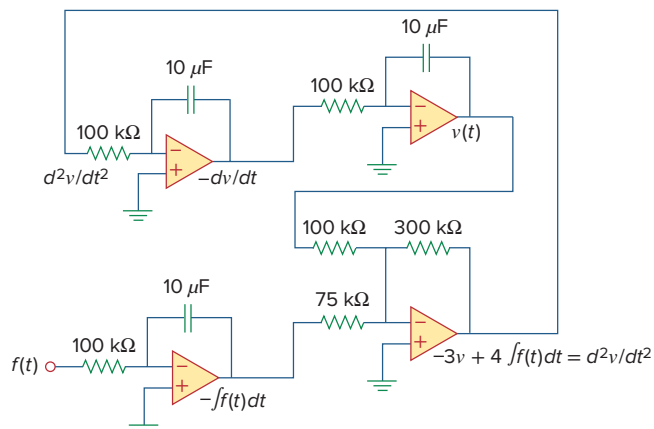 10 μF
10 μF
100 kΩ
100 kΩ
−
+
v(t)
−
+
d²v/dt²
−dv/dt
100 kΩ
300 kΩ
10 μF
75 kΩ
100 kΩ
−
+
f(t)
−
+
−3v + 4 ∫f(t)dt = d²v/dt²
−∫f(t)dt